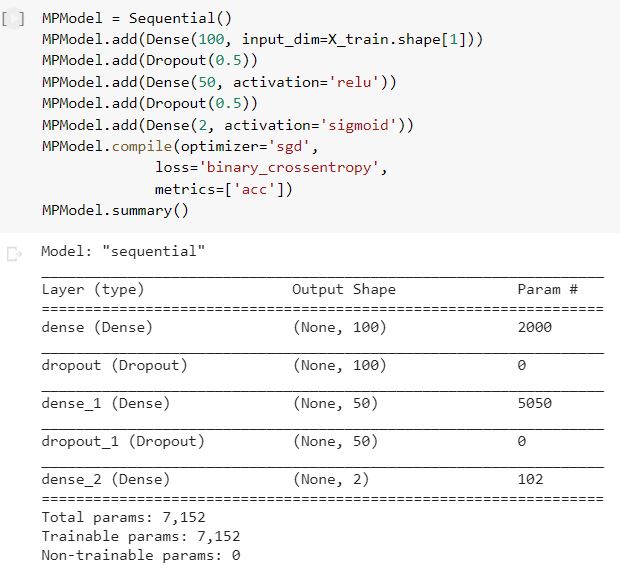 [ ] MPModel = Sequential()
MPModel.add(Dense(100, input_dim=X_train.shape[1]))
MPModel.add(Dropout(0.5))
MPModel.add(Dense(50, activation='relu'))
MPModel.add(Dropout(0.5))
MPModel.add(Dense(2, activation='sigmoid'))
MPModel.compile(optimizer='sgd',
loss='binary_crossentropy',
metrics=['acc'])
MPModel.summary()
Model: "sequential"
Layer (type) Output Shape Param #
dense (Dense) (None, 100) 2000
dropout (Dropout) (None, 100) 0
dense_1 (Dense) (None, 50) 5050
dropout_1 (Dropout) (None, 50) 0
dense_2 (Dense) (None, 2) 102
Total params: 7,152
Trainable params: 7,152
Non-trainable params: 0